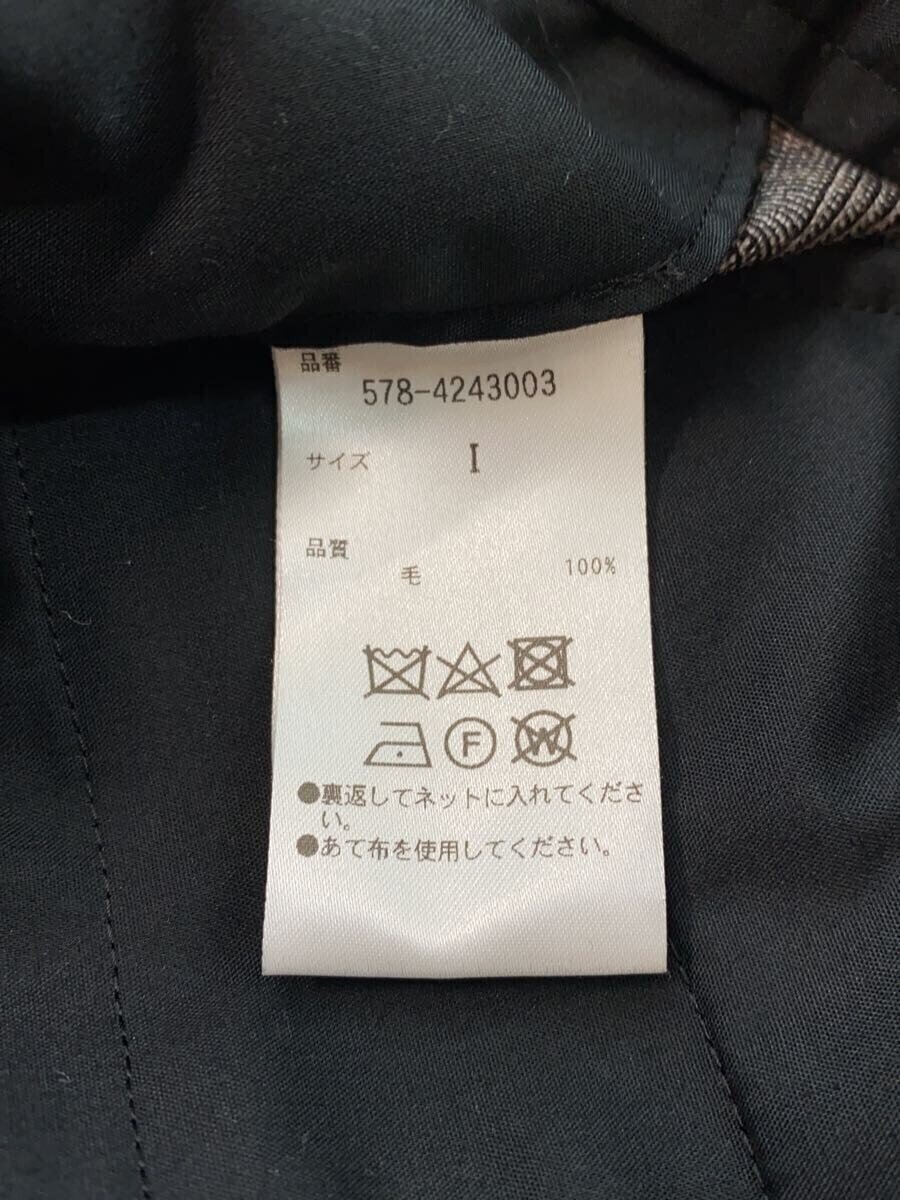 品番
578-4243003
サイズ I
品質
毛 100%
F W
●裏返してネットに入れてくださ
い。
●あて布を使用してください。